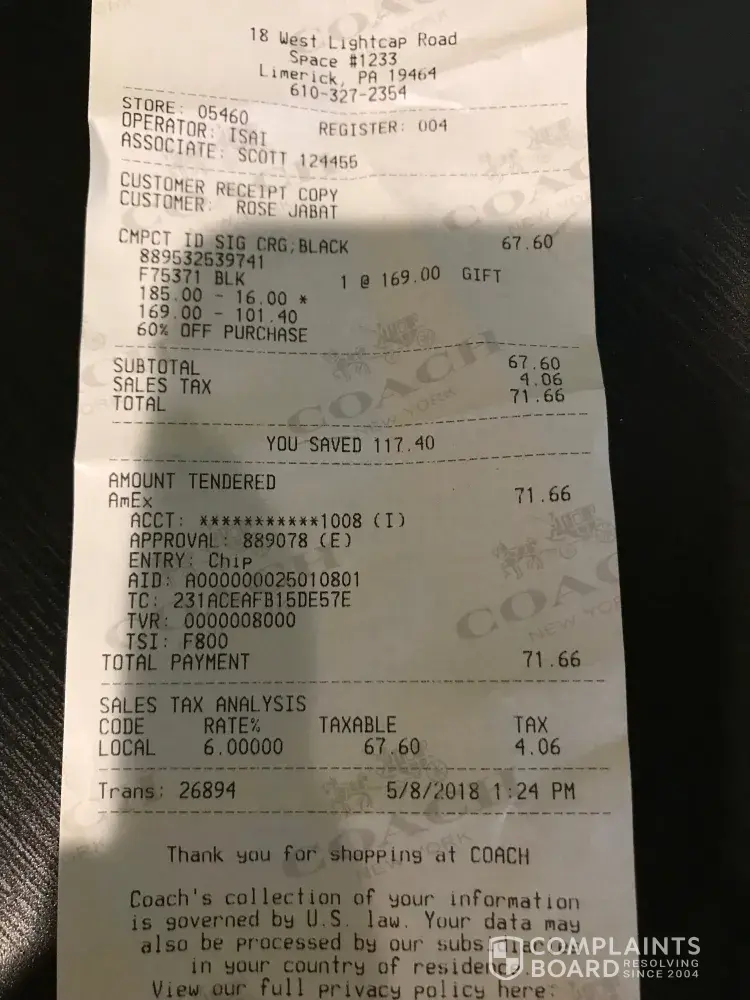 18 West Lightcap Road
Space #1233
Limerick, PA 19464
610-327-2354
STORE: 05460 REGISTER: 004
OPERATOR: ISAI
ASSOCIATE: SCOTT 124455
CUSTOMER RECEIPT COPY
CUSTOMER: ROSE JABAT
CMPCT ID SIG CRG;BLACK 67.60
889532539741
F75371 BLK 1 @ 169.00 GIFT
185.00 - 16.00 *
169.00 - 101.40
60% OFF PURCHASE
SUBTOTAL 67.60
SALES TAX 4.06
TOTAL 71.66
YOU SAVED 117.40
AMOUNT TENDERED
AmEx 71.66
ACCT: ***********1008 (I)
APPROVAL: 889078 (E)
ENTRY: Chip
AID: A000000025010801
TC: 231ACEAFB15DE57E
TVR: 0000008000
TSI: F800
TOTAL PAYMENT 71.66
SALES TAX ANALYSIS
CODE RATE% TAXABLE TAX
LOCAL 6.00000 67.60 4.06
Trans: 26894 5/8/2018 1:24 PM
Thank you for shopping at COACH
Coach's collection of your information
is governed by U.S. law. Your data may
also be processed by our
in your country of residence.
View our full privacy policy here:
COACH
NEW YORK
COMPLAINTS
BOARD
RESOLVING
SINCE 2004